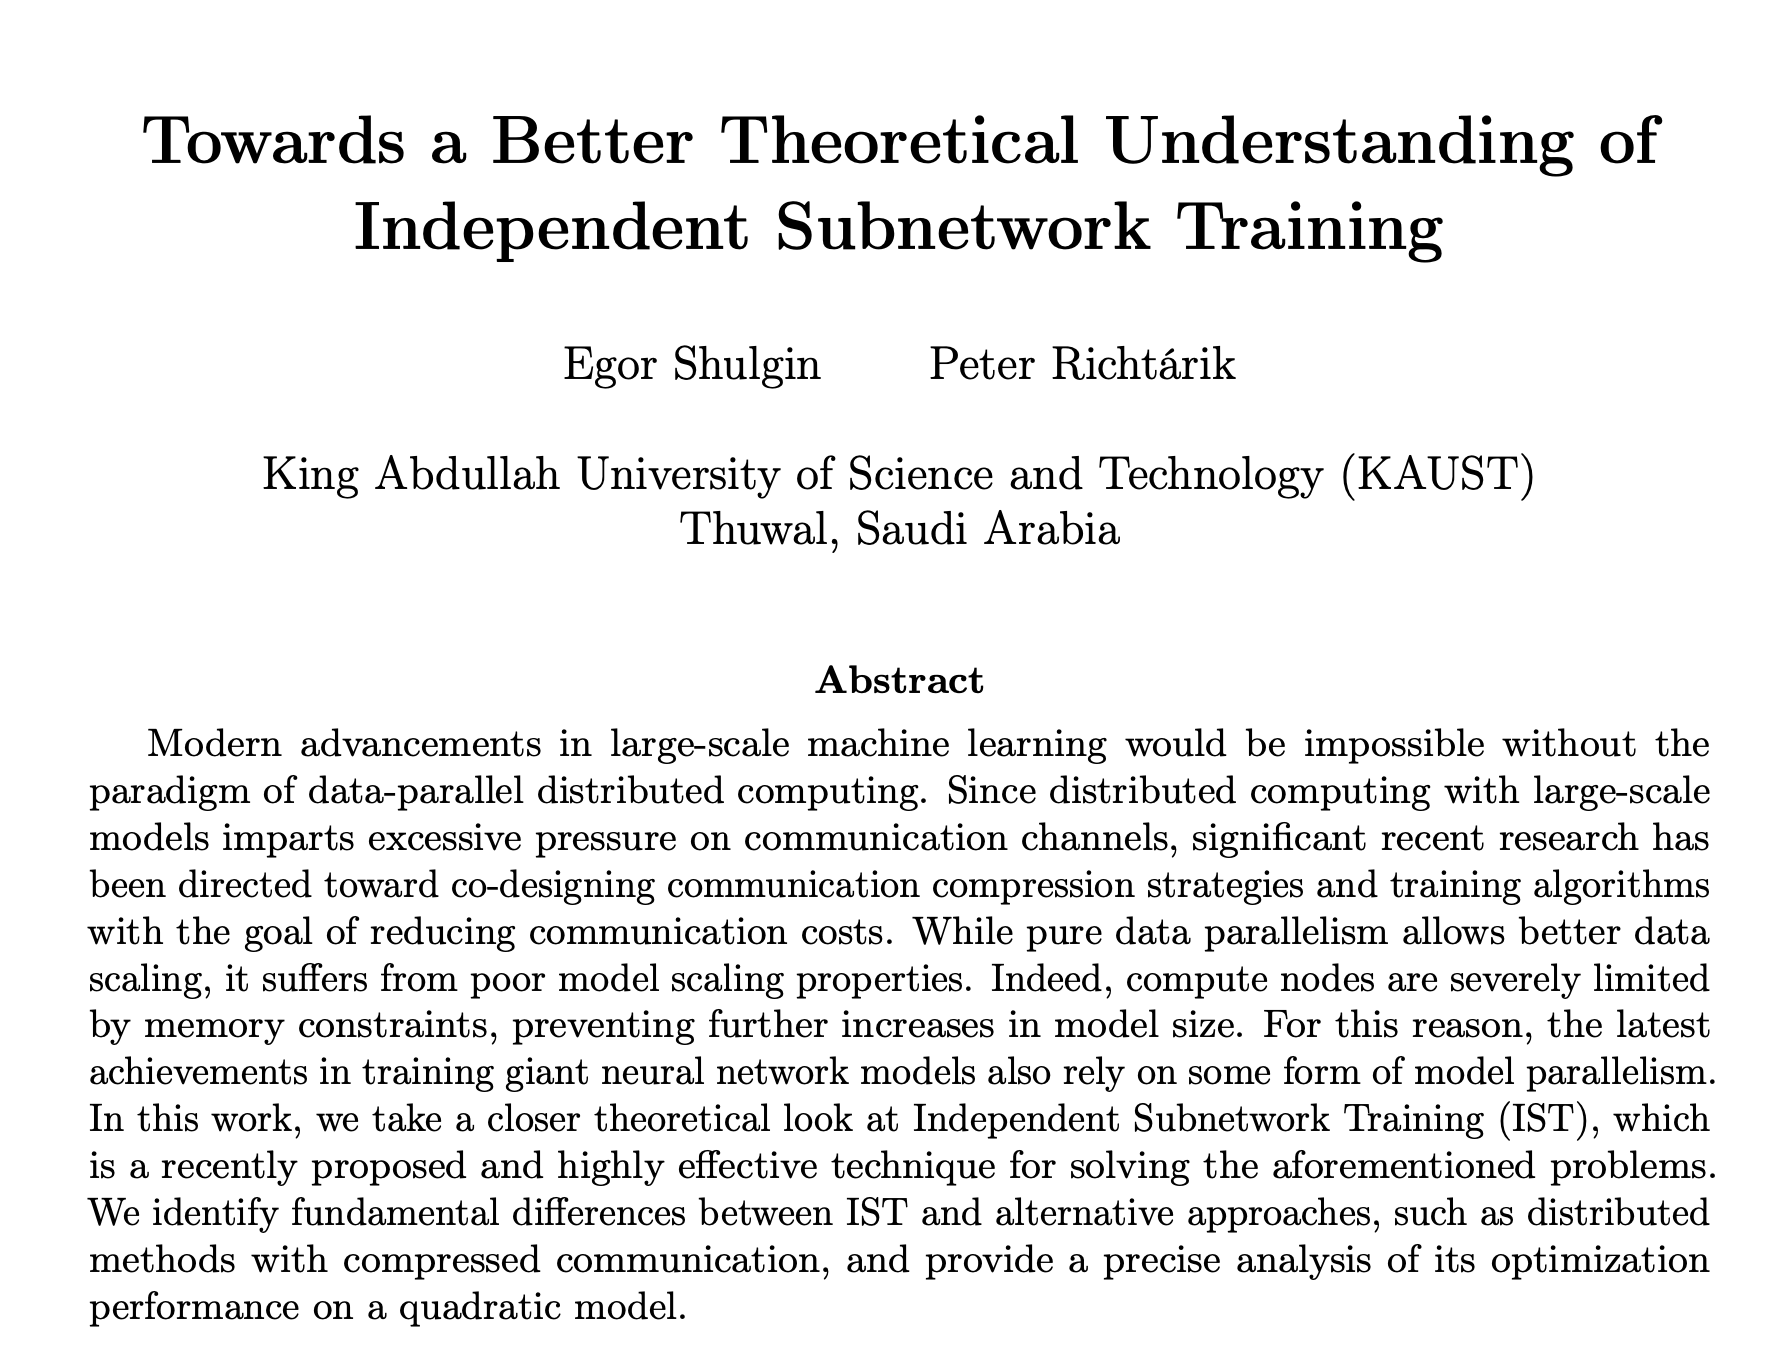 Towards a Better Theoretical Understanding of
Independent Subnetwork Training
Egor Shulgin Peter Richtárik
King Abdullah University of Science and Technology (KAUST)
Thuwal, Saudi Arabia
Abstract
Modern advancements in large-scale machine learning would be impossible without the
paradigm of data-parallel distributed computing. Since distributed computing with large-scale
models imparts excessive pressure on communication channels, significant recent research has
been directed toward co-designing communication compression strategies and training algorithms
with the goal of reducing communication costs. While pure data parallelism allows better data
scaling, it suffers from poor model scaling properties. Indeed, compute nodes are severely limited
by memory constraints, preventing further increases in model size. For this reason, the latest
achievements in training giant neural network models also rely on some form of model parallelism.
In this work, we take a closer theoretical look at Independent Subnetwork Training (IST), which
is a recently proposed and highly effective technique for solving the aforementioned problems.
We identify fundamental differences between IST and alternative approaches, such as distributed
methods with compressed communication, and provide a precise analysis of its optimization
performance on a quadratic model.